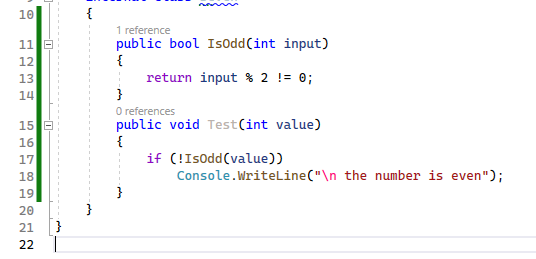 10 {
1 reference
11 public bool IsOdd(int input)
12 {
13 return input % 2 != 0;
14 }
0 references
15 public void Test(int value)
16 {
17 if (!IsOdd(value))
18 Console.WriteLine("\n the number is even");
19 }
20 }
21 }
22